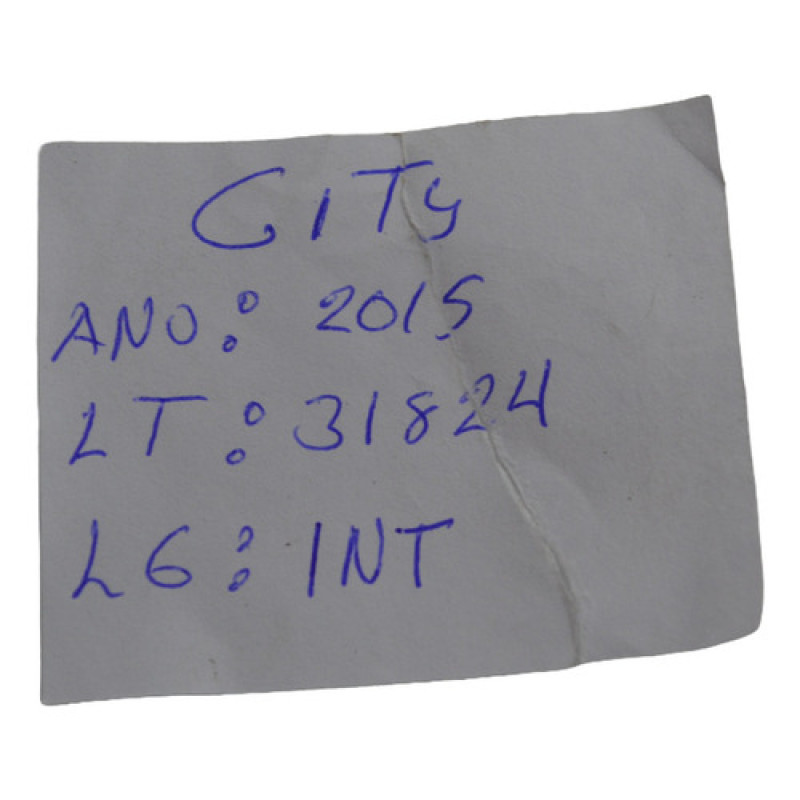 CITY
ANO: 2015
LT: 31824
LG: INT